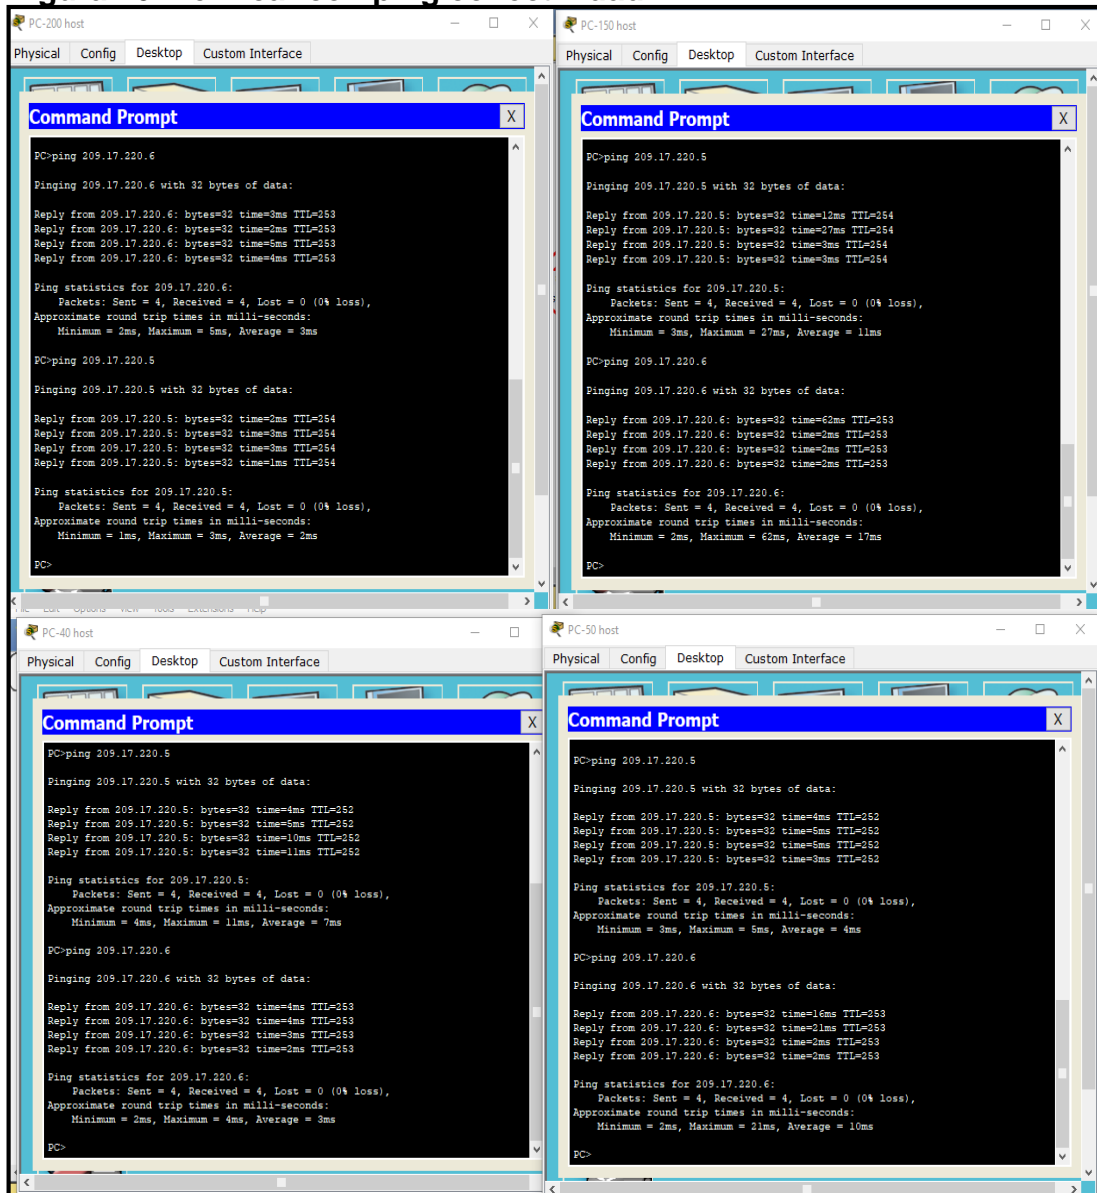 PC-200 host
Physical Config Desktop Custom Interface
Command Prompt
X
PC>ping 209.17.220.6
Pinging 209.17.220.6 with 32 bytes of data:
Reply from 209.17.220.6: bytes=32 time=3ms TTL=253
Reply from 209.17.220.6: bytes=32 time=2ms TTL=253
Reply from 209.17.220.6: bytes=32 time=5ms TTL=253
Reply from 209.17.220.6: bytes=32 time=4ms TTL=253
Ping statistics for 209.17.220.6:
Packets: Sent = 4, Received = 4, Lost = 0 (0% loss),
Approximate round trip times in milli-seconds:
Minimum = 2ms, Maximum = 5ms, Average = 3ms
PC>ping 209.17.220.5
Pinging 209.17.220.5 with 32 bytes of data:
Reply from 209.17.220.5: bytes=32 time=2ms TTL=254
Reply from 209.17.220.5: bytes=32 time=3ms TTL=254
Reply from 209.17.220.5: bytes=32 time=3ms TTL=254
Reply from 209.17.220.5: bytes=32 time=1ms TTL=254
Ping statistics for 209.17.220.5:
Packets: Sent = 4, Received = 4, Lost = 0 (0% loss),
Approximate round trip times in milli-seconds:
Minimum = 1ms, Maximum = 3ms, Average = 2ms
PC>
PC-150 host
Physical Config Desktop Custom Interface
Command Prompt
X
PC>ping 209.17.220.5
Pinging 209.17.220.5 with 32 bytes of data:
Reply from 209.17.220.5: bytes=32 time=12ms TTL=254
Reply from 209.17.220.5: bytes=32 time=27ms TTL=254
Reply from 209.17.220.5: bytes=32 time=3ms TTL=254
Reply from 209.17.220.5: bytes=32 time=3ms TTL=254
Ping statistics for 209.17.220.5:
Packets: Sent = 4, Received = 4, Lost = 0 (0% loss),
Approximate round trip times in milli-seconds:
Minimum = 3ms, Maximum = 27ms, Average = 11ms
PC>ping 209.17.220.6
Pinging 209.17.220.6 with 32 bytes of data:
Reply from 209.17.220.6: bytes=32 time=62ms TTL=253
Reply from 209.17.220.6: bytes=32 time=2ms TTL=253
Reply from 209.17.220.6: bytes=32 time=2ms TTL=253
Reply from 209.17.220.6: bytes=32 time=2ms TTL=253
Ping statistics for 209.17.220.6:
Packets: Sent = 4, Received = 4, Lost = 0 (0% loss),
Approximate round trip times in milli-seconds:
Minimum = 2ms, Maximum = 62ms, Average = 17ms
PC>
PC-40 host
Physical Config Desktop Custom Interface
Command Prompt
X
PC>ping 209.17.220.5
Pinging 209.17.220.5 with 32 bytes of data:
Reply from 209.17.220.5: bytes=32 time=4ms TTL=252
Reply from 209.17.220.5: bytes=32 time=5ms TTL=252
Reply from 209.17.220.5: bytes=32 time=10ms TTL=252
Reply from 209.17.220.5: bytes=32 time=11ms TTL=252
Ping statistics for 209.17.220.5:
Packets: Sent = 4, Received = 4, Lost = 0 (0% loss),
Approximate round trip times in milli-seconds:
Minimum = 4ms, Maximum = 11ms, Average = 7ms
PC>ping 209.17.220.6
Pinging 209.17.220.6 with 32 bytes of data:
Reply from 209.17.220.6: bytes=32 time=4ms TTL=253
Reply from 209.17.220.6: bytes=32 time=4ms TTL=253
Reply from 209.17.220.6: bytes=32 time=3ms TTL=253
Reply from 209.17.220.6: bytes=32 time=2ms TTL=253
Ping statistics for 209.17.220.6:
Packets: Sent = 4, Received = 4, Lost = 0 (0% loss),
Approximate round trip times in milli-seconds:
Minimum = 2ms, Maximum = 4ms, Average = 3ms
PC>
PC-50 host
Physical Config Desktop Custom Interface
Command Prompt
X
PC>ping 209.17.220.5
Pinging 209.17.220.5 with 32 bytes of data:
Reply from 209.17.220.5: bytes=32 time=4ms TTL=252
Reply from 209.17.220.5: bytes=32 time=5ms TTL=252
Reply from 209.17.220.5: bytes=32 time=5ms TTL=252
Reply from 209.17.220.5: bytes=32 time=3ms TTL=252
Ping statistics for 209.17.220.5:
Packets: Sent = 4, Received = 4, Lost = 0 (0% loss),
Approximate round trip times in milli-seconds:
Minimum = 3ms, Maximum = 5ms, Average = 4ms
PC>ping 209.17.220.6
Pinging 209.17.220.6 with 32 bytes of data:
Reply from 209.17.220.6: bytes=32 time=16ms TTL=253
Reply from 209.17.220.6: bytes=32 time=21ms TTL=253
Reply from 209.17.220.6: bytes=32 time=2ms TTL=253
Reply from 209.17.220.6: bytes=32 time=2ms TTL=253
Ping statistics for 209.17.220.6:
Packets: Sent = 4, Received = 4, Lost = 0 (0% loss),
Approximate round trip times in milli-seconds:
Minimum = 2ms, Maximum = 21ms, Average = 10ms
PC>